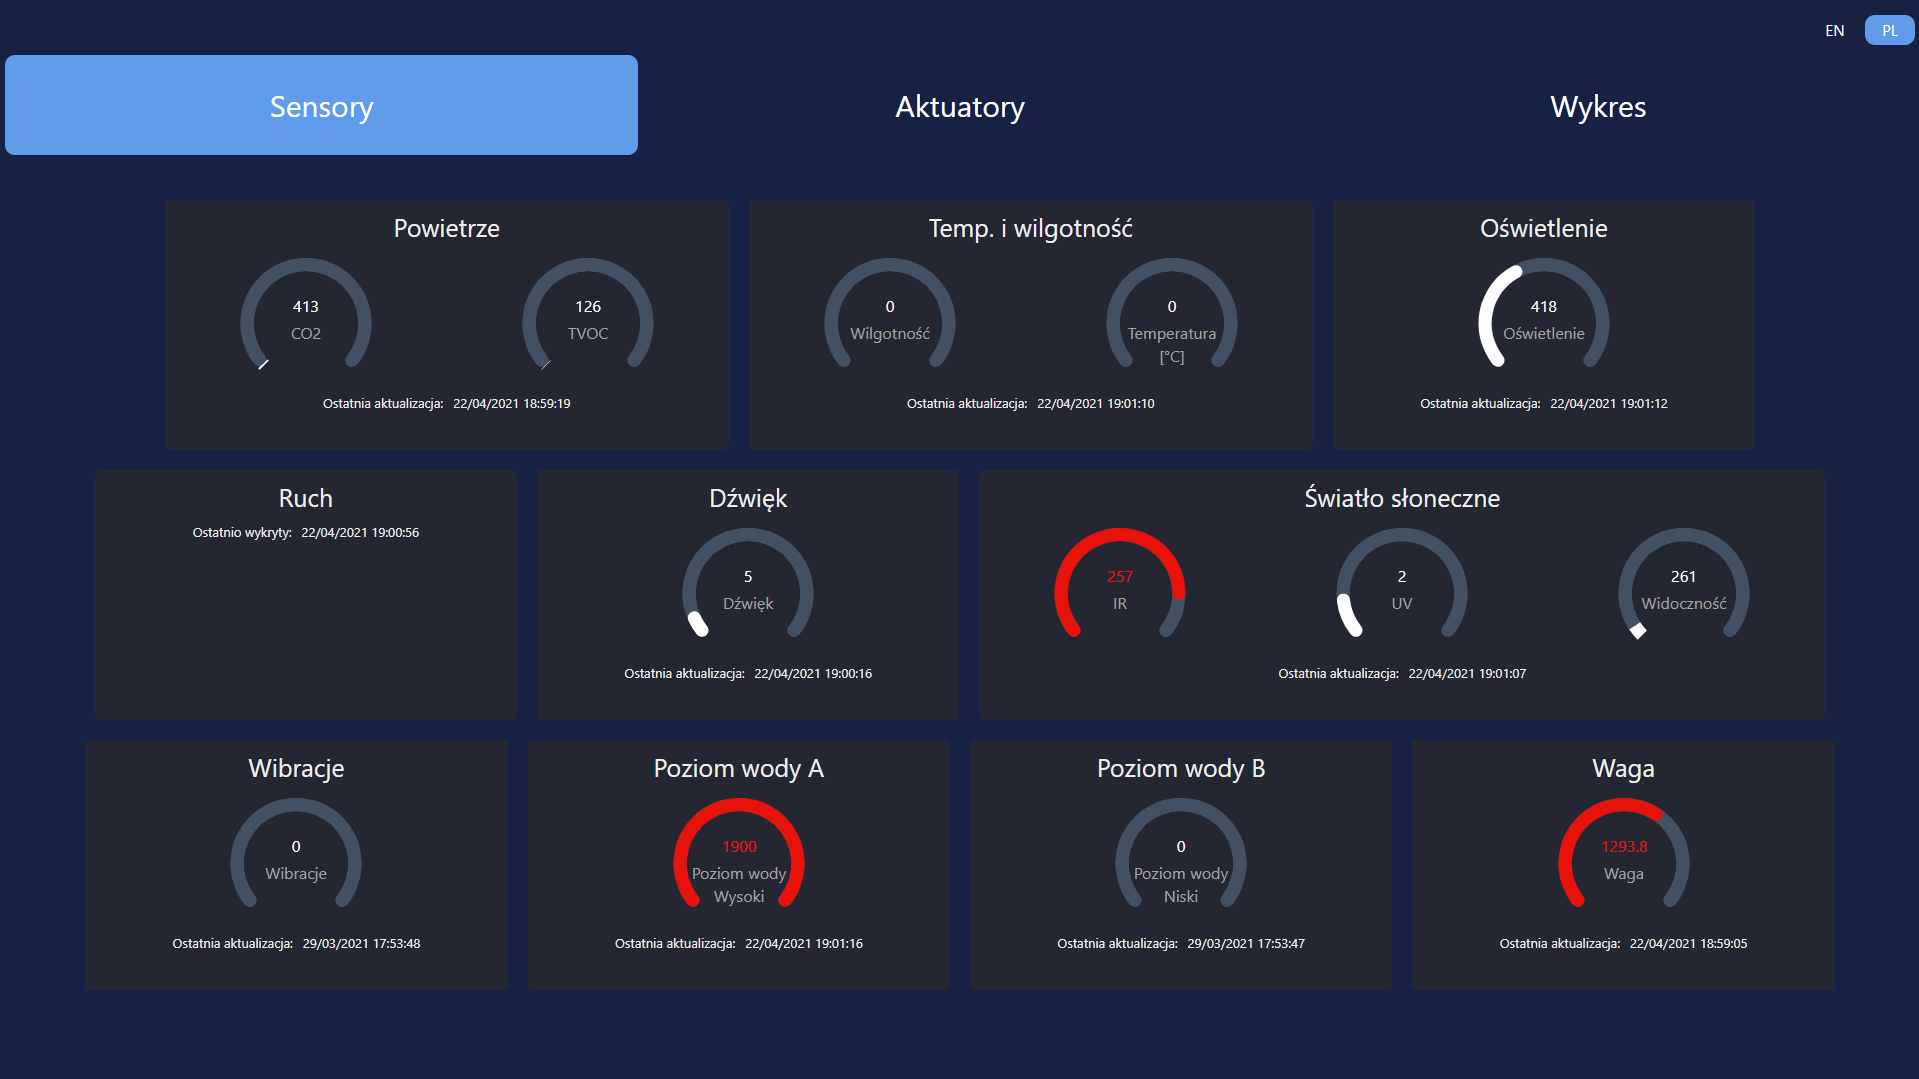 EN PL
Sensory Aktuatory Wykres
Powietrze
413
CO2
126
TVOC
Ostatnia aktualizacja: 22/04/2021 18:59:19
Temp. i wilgotność
0
Wilgotność
0
Temperatura
[°C]
Ostatnia aktualizacja: 22/04/2021 19:01:10
Oświetlenie
418
Oświetlenie
Ostatnia aktualizacja: 22/04/2021 19:01:12
Ruch
Ostatnio wykryty: 22/04/2021 19:00:56
Dźwięk
5
Dźwięk
Ostatnia aktualizacja: 22/04/2021 19:00:16
Światło słoneczne
257
IR
2
UV
261
Widoczność
Ostatnia aktualizacja: 22/04/2021 19:01:07
Wibracje
0
Wibracje
Ostatnia aktualizacja: 29/03/2021 17:53:48
Poziom wody A
1900
Poziom wody
Wysoki
Ostatnia aktualizacja: 22/04/2021 19:01:16
Poziom wody B
0
Poziom wody
Niski
Ostatnia aktualizacja: 29/03/2021 17:53:47
Waga
1293.8
Waga
Ostatnia aktualizacja: 22/04/2021 18:59:05